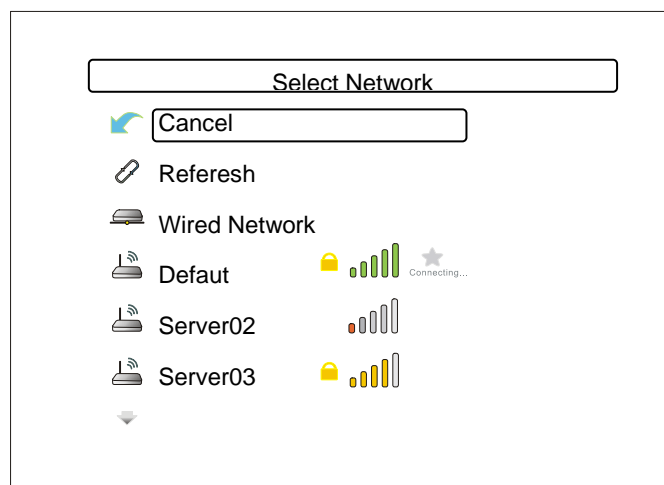 Select Network
Cancel
Referesh
Wired Network
Defaut
Connecting...
Server02
Server03